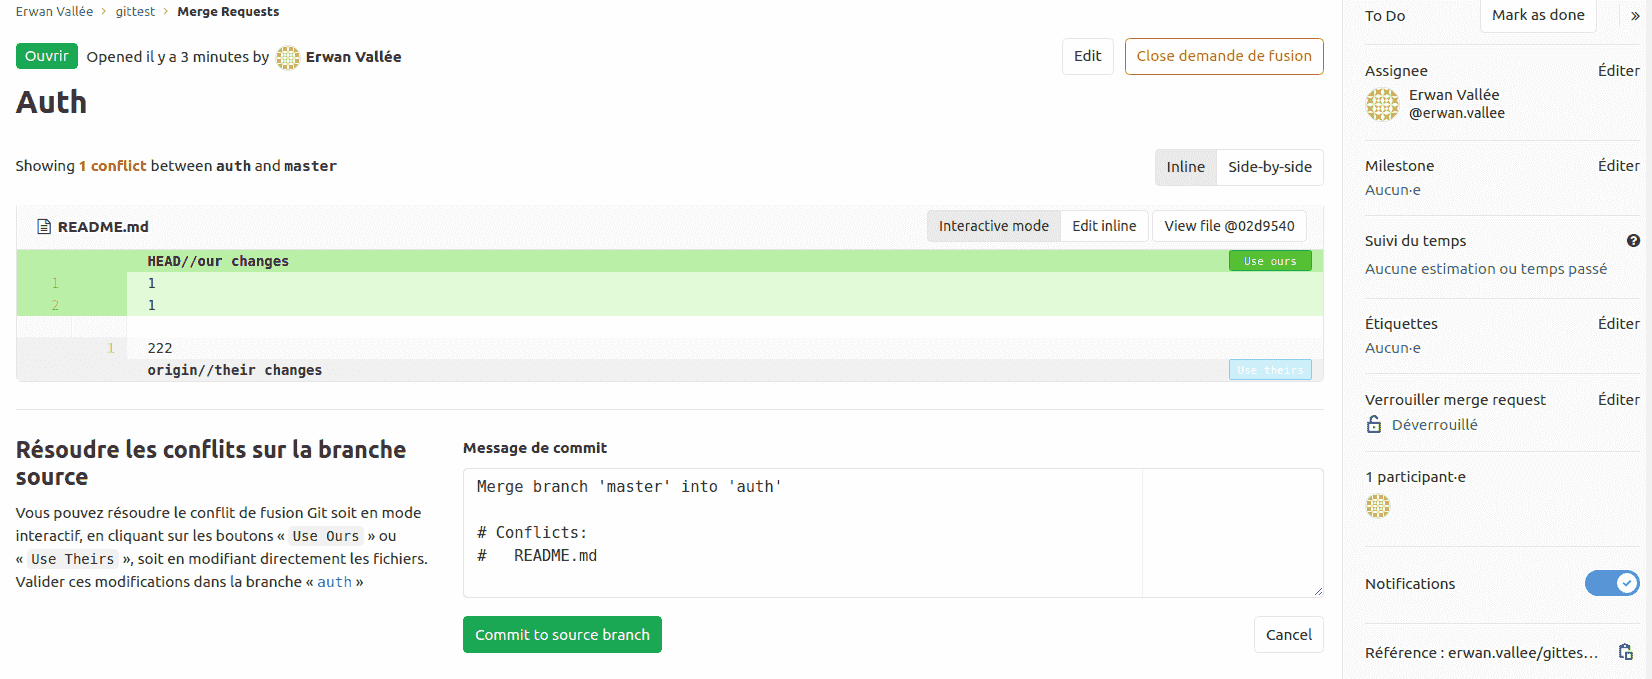 Erwan Vallée > gittest > Merge Requests
Ouvrir Opened il y a 3 minutes by Erwan Vallée
Edit
Close demande de fusion
Auth
Showing 1 conflict between auth and master
Inline Side-by-side
README.md
Interactive mode Edit inline View file @02d9540
HEAD//our changes
Use ours
1 1
2 1
1 222
origin//their changes
Use theirs
Résoudre les conflits sur la branche
source
Vous pouvez résoudre le conflit de fusion Git soit en mode
interactif, en cliquant sur les boutons « Use Ours » ou
« Use Theirs », soit en modifiant directement les fichiers.
Valider ces modifications dans la branche « auth »
Message de commit
Merge branch 'master' into 'auth'
# Conflicts:
#   README.md
Commit to source branch
Cancel
To Do
Mark as done
»
Assignee Éditer
Erwan Vallée
@erwan.vallee
Milestone Éditer
Aucun·e
Suivi du temps ?
Aucune estimation ou temps passé
Étiquettes Éditer
Aucun·e
Verrouiller merge request Éditer
Déverrouillé
1 participant·e
Notifications
Référence : erwan.vallee/gittes...